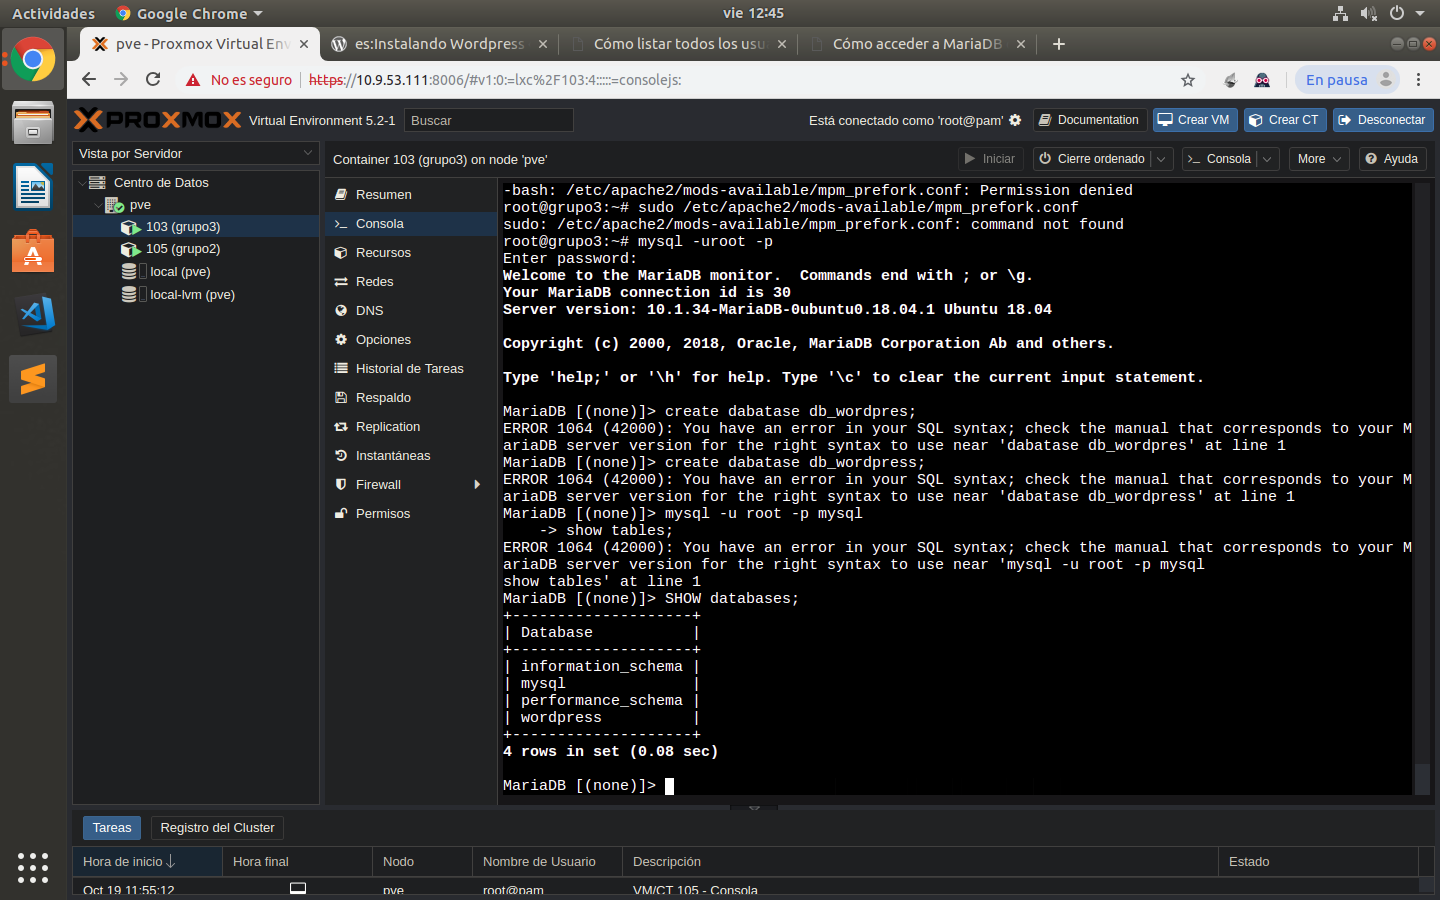 Actividades
Google Chrome
vie 12:45
pve - Proxmox Virtual Env
es:Instalando Wordpress
Cómo listar todos los usu
Cómo acceder a MariaDB
No es seguro
https://10.9.53.111:8006/#v1:0:=lxc%2F103:4:::::=consolejs:
En pausa
PROXMOX
Virtual Environment 5.2-1
Buscar
Está conectado como 'root@pam'
Documentation
Crear VM
Crear CT
Desconectar
Vista por Servidor
Container 103 (grupo3) on node 'pve'
Iniciar
Cierre ordenado
Consola
More
Ayuda
Centro de Datos
pve
103 (grupo3)
105 (grupo2)
local (pve)
local-lvm (pve)
Resumen
Consola
Recursos
Redes
DNS
Opciones
Historial de Tareas
Respaldo
Replication
Instantáneas
Firewall
Permisos
-bash: /etc/apache2/mods-available/mpm_prefork.conf: Permission denied
root@grupo3:~# sudo /etc/apache2/mods-available/mpm_prefork.conf
sudo: /etc/apache2/mods-available/mpm_prefork.conf: command not found
root@grupo3:~# mysql -uroot -p
Enter password:
Welcome to the MariaDB monitor.  Commands end with ; or \g.
Your MariaDB connection id is 30
Server version: 10.1.34-MariaDB-0ubuntu0.18.04.1 Ubuntu 18.04
Copyright (c) 2000, 2018, Oracle, MariaDB Corporation Ab and others.
Type 'help;' or '\h' for help. Type '\c' to clear the current input statement.
MariaDB [(none)]> create dabatase db_wordpres;
ERROR 1064 (42000): You have an error in your SQL syntax; check the manual that corresponds to your M
ariaDB server version for the right syntax to use near 'dabatase db_wordpres' at line 1
MariaDB [(none)]> create dabatase db_wordpress;
ERROR 1064 (42000): You have an error in your SQL syntax; check the manual that corresponds to your M
ariaDB server version for the right syntax to use near 'dabatase db_wordpress' at line 1
MariaDB [(none)]> mysql -u root -p mysql
    -> show tables;
ERROR 1064 (42000): You have an error in your SQL syntax; check the manual that corresponds to your M
ariaDB server version for the right syntax to use near 'mysql -u root -p mysql
show tables' at line 1
MariaDB [(none)]> SHOW databases;
+--------------------+
| Database           |
+--------------------+
| information_schema |
| mysql              |
| performance_schema |
| wordpress          |
+--------------------+
4 rows in set (0.08 sec)
MariaDB [(none)]>
Tareas
Registro del Cluster
Hora de inicio
Hora final
Nodo
Nombre de Usuario
Descripción
Estado
Oct 19 11:55:12
pve
root@pam
VM/CT 105 - Consola